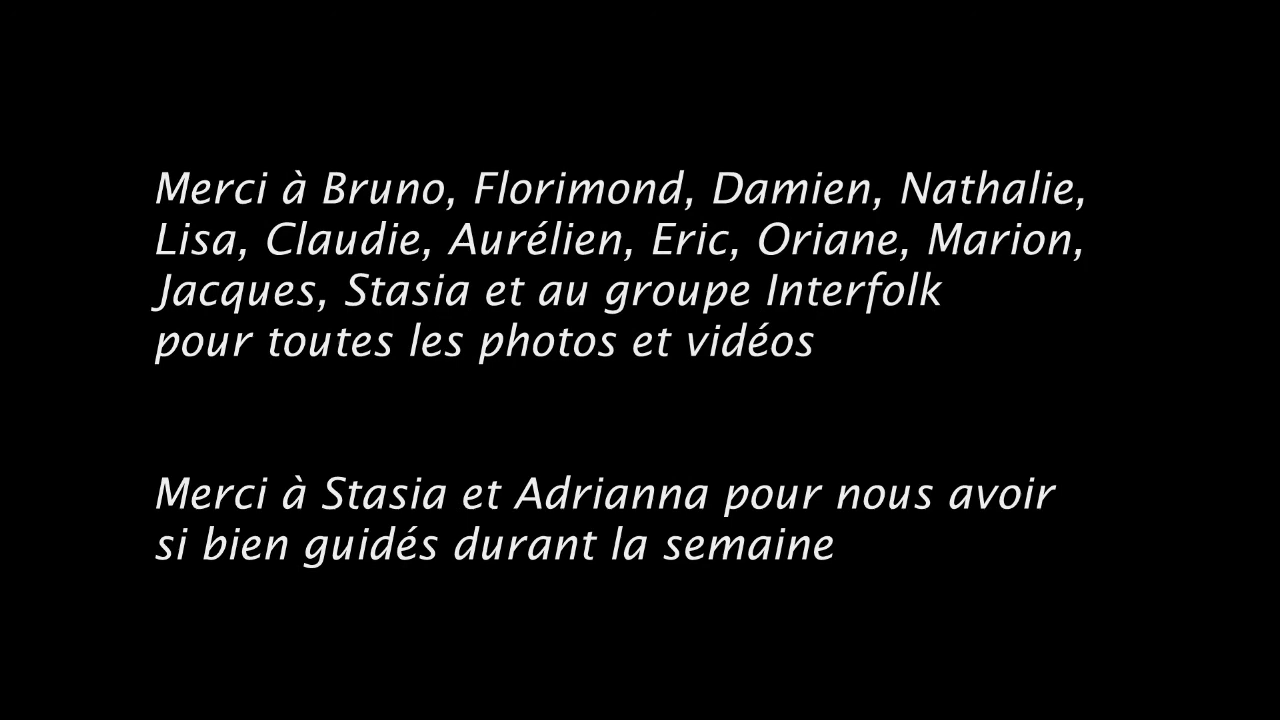 Merci à Bruno, Florimond, Damien, Nathalie,
Lisa, Claudie, Aurélien, Eric, Oriane, Marion,
Jacques, Stasia et au groupe Interfolk
pour toutes les photos et vidéos
Merci à Stasia et Adrianna pour nous avoir
si bien guidés durant la semaine